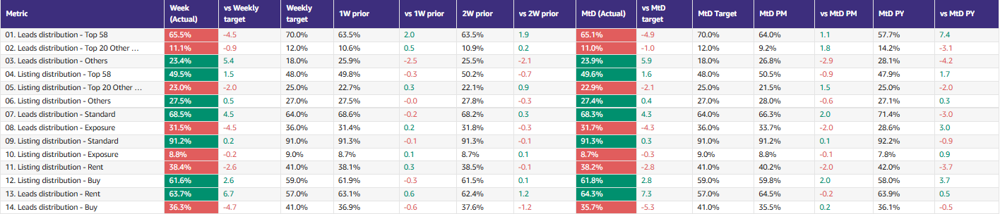 Metric Week (Actual) vs Weekly target Weekly target 1W prior vs 1W prior 2W prior vs 2W prior MtD (Actual) vs MtD target MtD Target MtD PM vs MtD PM MtD PY vs MtD PY
01. Leads distribution - Top 58 65.5% -4.5 70.0% 63.5% 2.0 63.5% 1.9 65.1% -4.9 70.0% 64.0% 1.1 57.7% 7.4
02. Leads distribution - Top 20 Other ... 11.1% -0.9 12.0% 10.6% 0.5 10.9% 0.2 11.0% -1.0 12.0% 9.2% 1.8 14.2% -3.1
03. Leads distribution - Others 23.4% 5.4 18.0% 25.9% -2.5 25.5% -2.1 23.9% 5.9 18.0% 26.8% -2.9 28.1% -4.2
04. Listing distribution - Top 58 49.5% 1.5 48.0% 49.8% -0.3 50.2% -0.7 49.6% 1.6 48.0% 50.5% -0.9 47.9% 1.7
05. Listing distribution - Top 20 Other ... 23.0% -2.0 25.0% 22.7% 0.3 22.1% 0.9 22.9% -2.1 25.0% 21.5% 1.5 25.0% -2.0
06. Listing distribution - Others 27.5% 0.5 27.0% 27.5% -0.0 27.8% -0.3 27.4% 0.4 27.0% 28.0% -0.6 27.1% 0.3
07. Leads distribution - Standard 68.5% 4.5 64.0% 68.6% -0.2 68.2% 0.3 68.3% 4.3 64.0% 66.3% 2.0 71.4% -3.0
08. Leads distribution - Exposure 31.5% -4.5 36.0% 31.4% 0.2 31.8% -0.3 31.7% -4.3 36.0% 33.7% -2.0 28.6% 3.0
09. Listing distribution - Standard 91.2% 0.2 91.0% 91.3% -0.1 91.3% -0.1 91.3% 0.3 91.0% 91.2% 0.1 92.2% -0.9
10. Listing distribution - Exposure 8.8% -0.2 9.0% 8.7% 0.1 8.7% 0.1 8.7% -0.3 9.0% 8.8% -0.1 7.8% 0.9
11. Listing distribution - Rent 38.4% -2.6 41.0% 38.1% 0.3 38.5% -0.1 38.2% -2.8 41.0% 40.2% -2.0 42.0% -3.7
12. Listing distribution - Buy 61.6% 2.6 59.0% 61.9% -0.3 61.5% 0.1 61.8% 2.8 59.0% 59.8% 2.0 58.0% 3.7
13. Leads distribution - Rent 63.7% 6.7 57.0% 63.1% 0.6 62.4% 1.2 64.3% 7.3 57.0% 64.5% -0.2 63.9% 0.5
14. Leads distribution - Buy 36.3% -4.7 41.0% 36.9% -0.6 37.6% -1.2 35.7% -5.3 41.0% 35.5% 0.2 36.1% -0.5